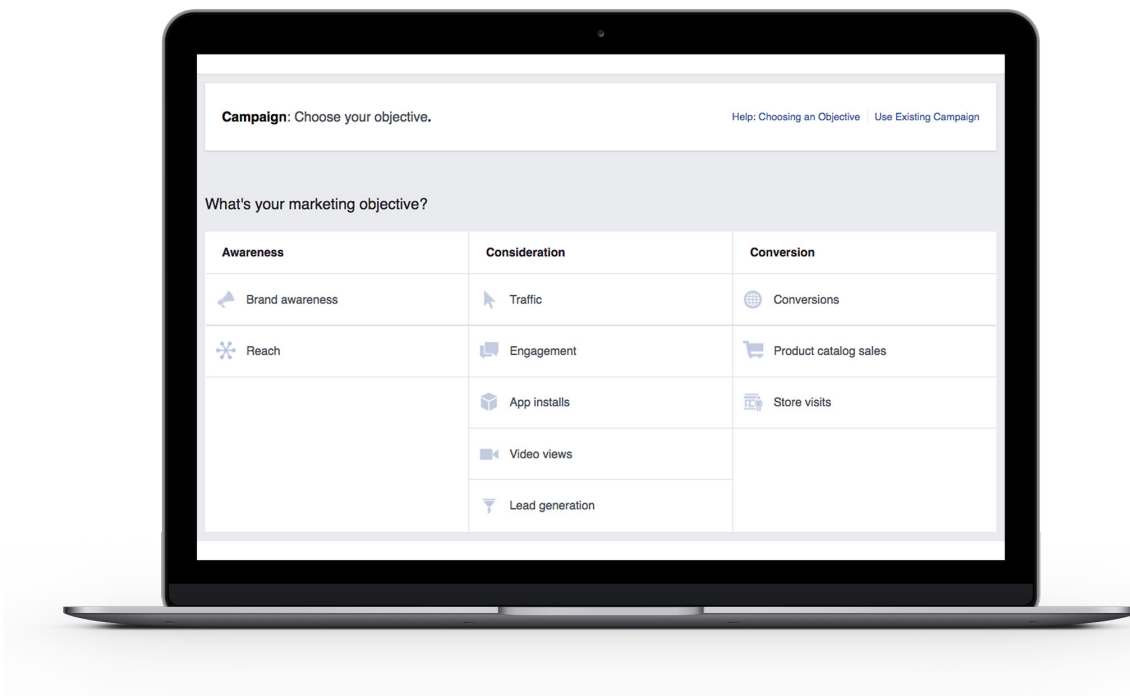 Campaign: Choose your objective.
Help: Choosing an Objective
Use Existing Campaign
What's your marketing objective?
Awareness
Consideration
Conversion
Brand awareness
Traffic
Conversions
Reach
Engagement
Product catalog sales
App installs
Store visits
Video views
Lead generation